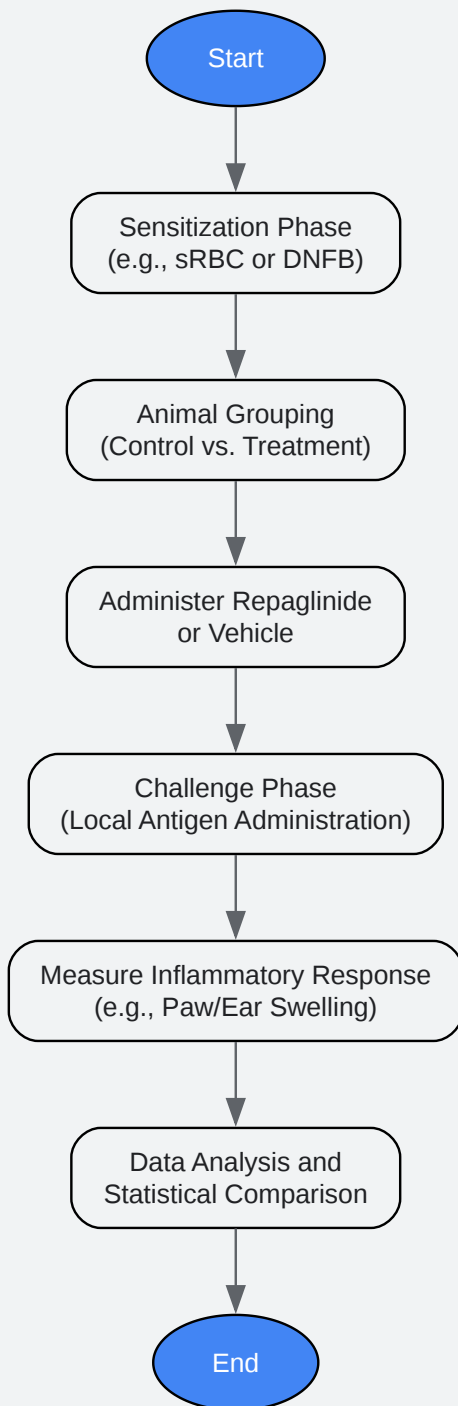 Start
Sensitization Phase
(e.g., sRBC or DNFB)
Animal Grouping
(Control vs. Treatment)
Administer Repaglinide
or Vehicle
Challenge Phase
(Local Antigen Administration)
Measure Inflammatory Response
(e.g., Paw/Ear Swelling)
Data Analysis and
Statistical Comparison
End